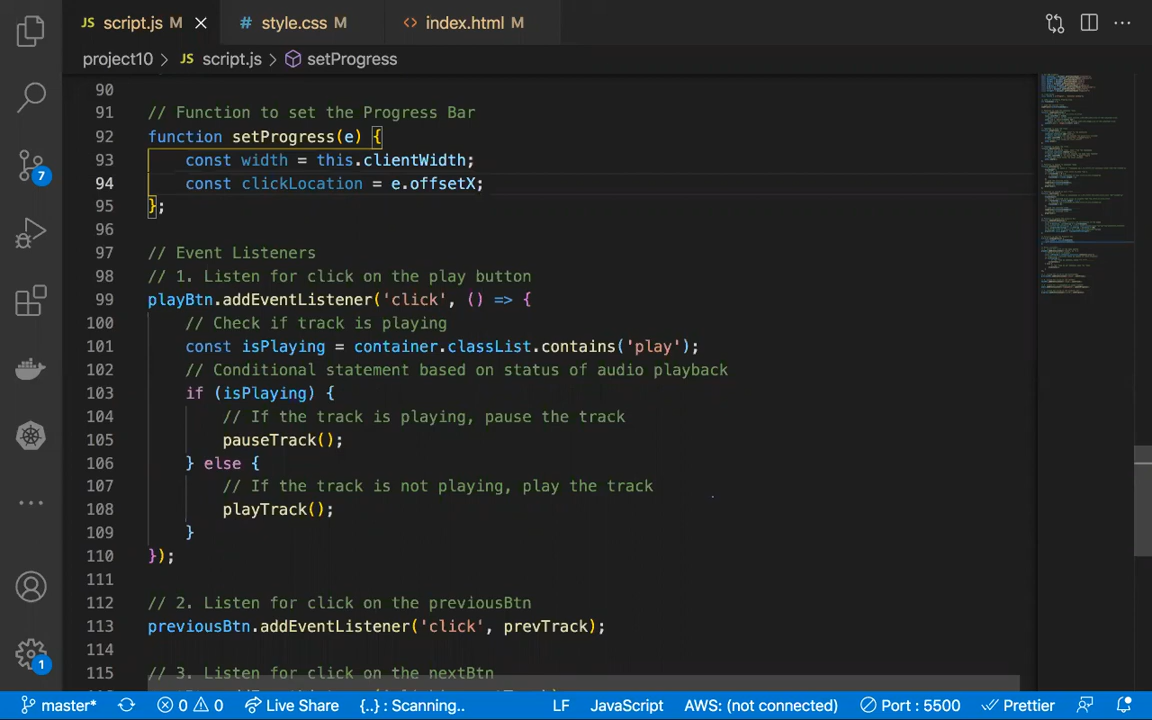 JS script.js M
# style.css M
<> index.html M
project10 > JS script.js > setProgress
90
91 // Function to set the Progress Bar
92 function setProgress(e) {
93 const width = this.clientWidth;
94 const clickLocation = e.offsetX;
95 };
96
97 // Event Listeners
98 // 1. Listen for click on the play button
99 playBtn.addEventListener('click', () => {
100 // Check if track is playing
101 const isPlaying = container.classList.contains('play');
102 // Conditional statement based on status of audio playback
103 if (isPlaying) {
104 // If the track is playing, pause the track
105 pauseTrack();
106 } else {
107 // If the track is not playing, play the track
108 playTrack();
109 }
110 });
111
112 // 2. Listen for click on the previousBtn
113 previousBtn.addEventListener('click', prevTrack);
114
115 // 3. Listen for click on the nextBtn
7
1
master* 0 0 Live Share {..} : Scanning.. LF JavaScript AWS: (not connected) Port : 5500 Prettier